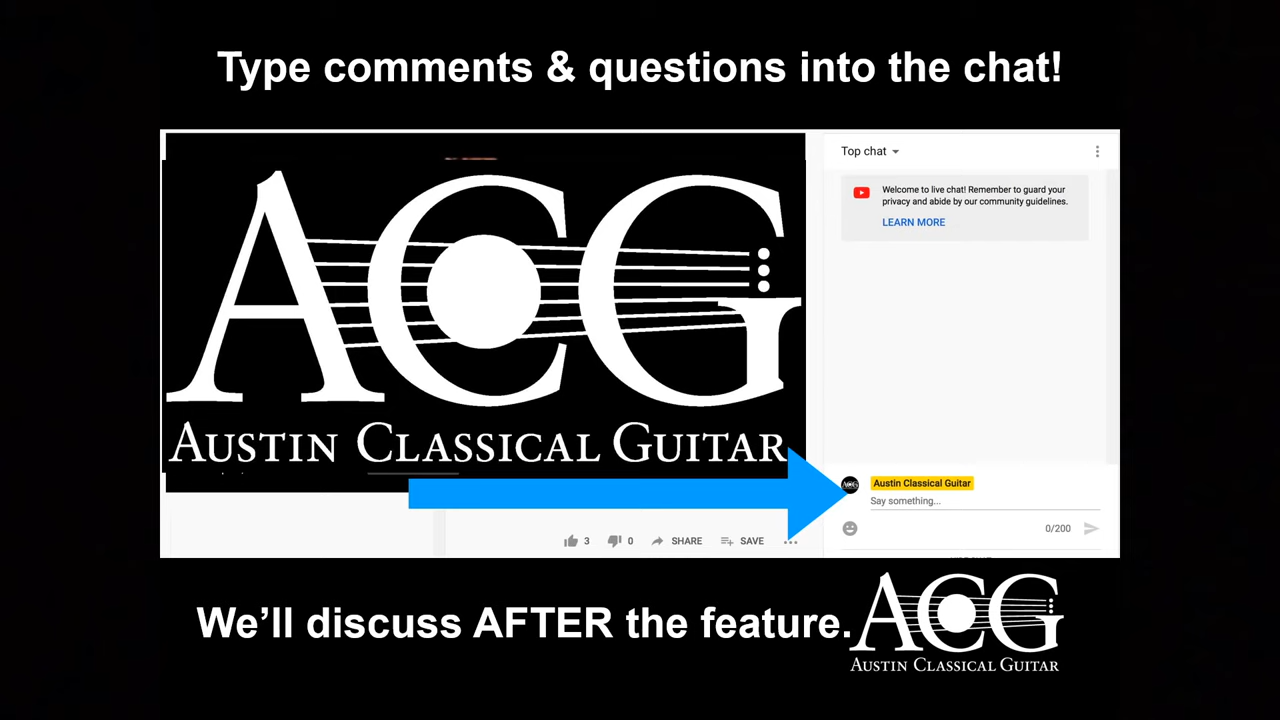 Type comments & questions into the chat!
ACG
AUSTIN CLASSICAL GUITAR
Top chat
Welcome to live chat! Remember to guard your
privacy and abide by our community guidelines.
LEARN MORE
Austin Classical Guitar
Say something...
0/200
3 0 SHARE SAVE
We'll discuss AFTER the feature.
ACG
AUSTIN CLASSICAL GUITAR